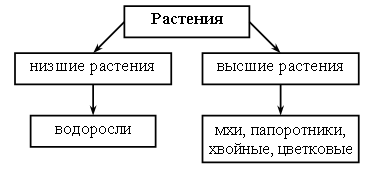 Растения
низшие растения
высшие растения
водоросли
мхи, папоротники,
хвойные, цветковые